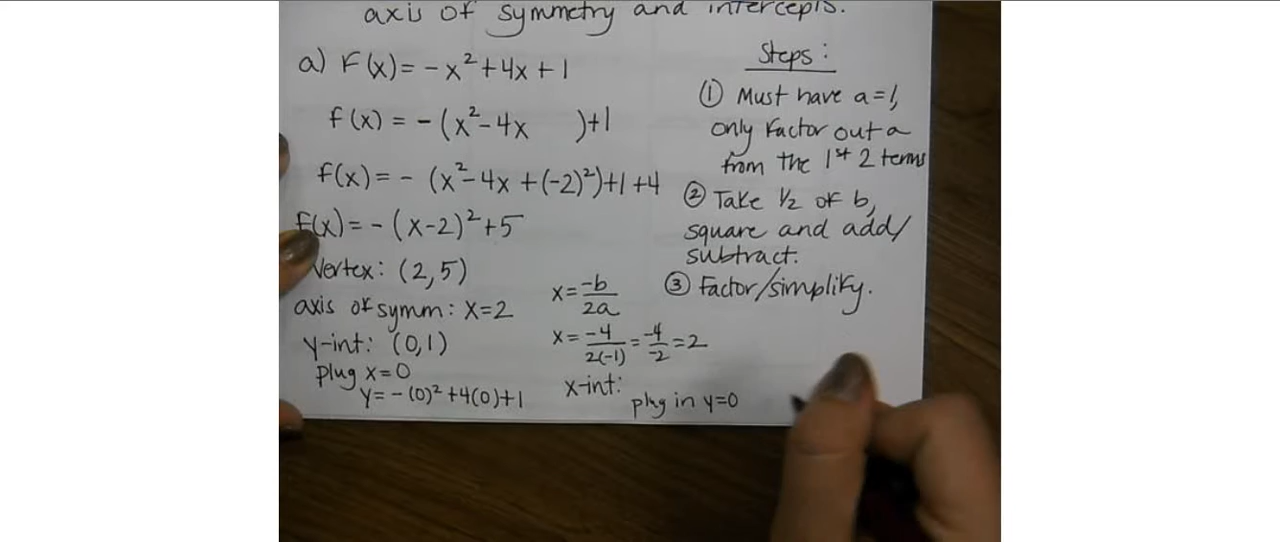 axis of symmetry and intercepts.
a) F(x) = -x²+4x+1
f(x) = -(x²-4x )+1
f(x) = - (x²-4x+(-2)²)+1+4
F(x) = -(x-2)²+5
Vertex: (2,5)
axis of symm: x=2
y-int: (0,1)
plug x=0
y=-(0)²+4(0)+1
x=-b/2a
x=-4/2(-1)=-4/-2=2
x-int:
plug in y=0
Steps:
① Must have a=1,
only factor out a
from the 1st 2 terms
② Take ½ of b,
square and add/
subtract.
③ Factor/simplify.